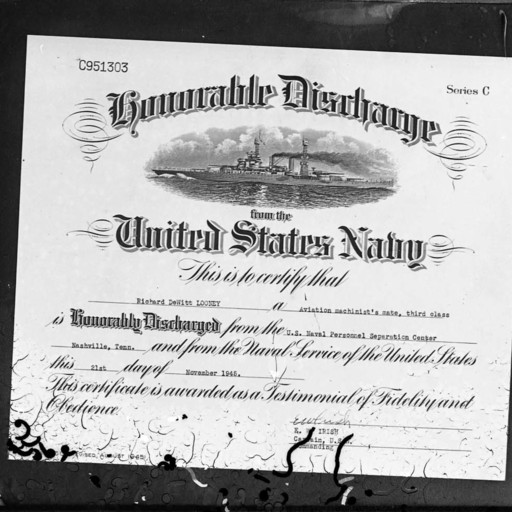 C951303
Series C
Honorable Discharge
from the
United States Navy
This is to certify that
Richard DeWitt LOONEY a Aviation machinist's mate, third class
is Honorably Discharged from the U.S. Naval Personnel Separation Center
Nashville, Tenn. and from the Naval Service of the United States
this 21st day of November 1945.
This certificate is awarded as a Testimonial of Fidelity and
Obedience.
IRISH
Captain, U.S.